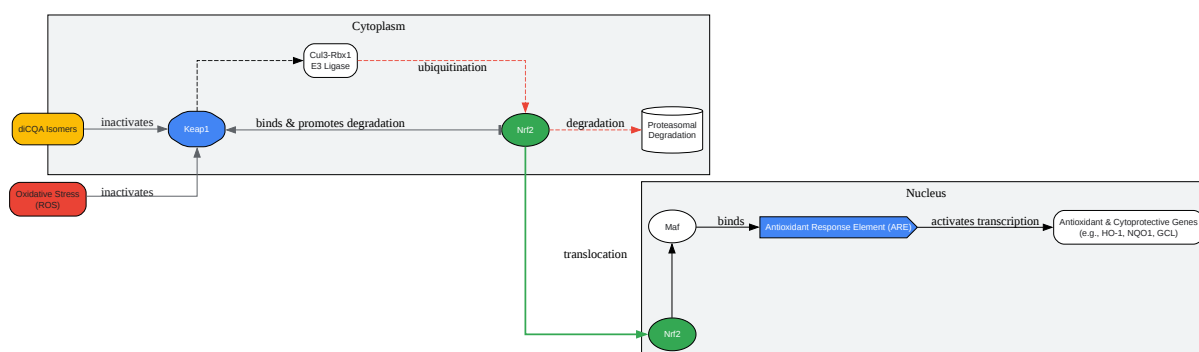 Cytoplasm
Cul3-Rbx1
E3 Ligase
ubiquitination
diCQA Isomers
inactivates
Keap1
binds & promotes degradation
Nrf2
degradation
Proteasomal
Degradation
Oxidative Stress
(ROS)
inactivates
Nucleus
Maf
binds
Antioxidant Response Element (ARE)
activates transcription
Antioxidant & Cytoprotective Genes
(e.g., HO-1, NQO1, GCL)
translocation
Nrf2